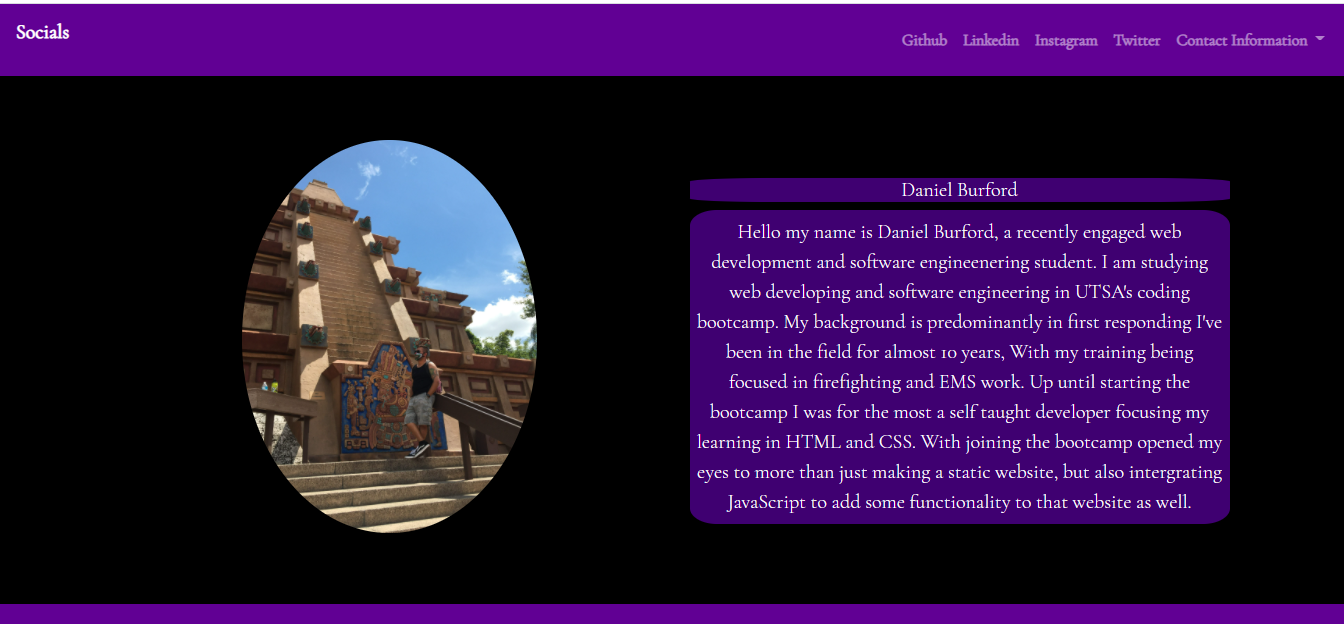 Socials
Github Linkedin Instagram Twitter Contact Information
Daniel Burford
Hello my name is Daniel Burford, a recently engaged web
development and software engineenering student. I am studying
web developing and software engineering in UTSA's coding
bootcamp. My background is predominantly in first responding I've
been in the field for almost 10 years, With my training being
focused in firefighting and EMS work. Up until starting the
bootcamp I was for the most a self taught developer focusing my
learning in HTML and CSS. With joining the bootcamp opened my
eyes to more than just making a static website, but also intergrating
JavaScript to add some functionality to that website as well.